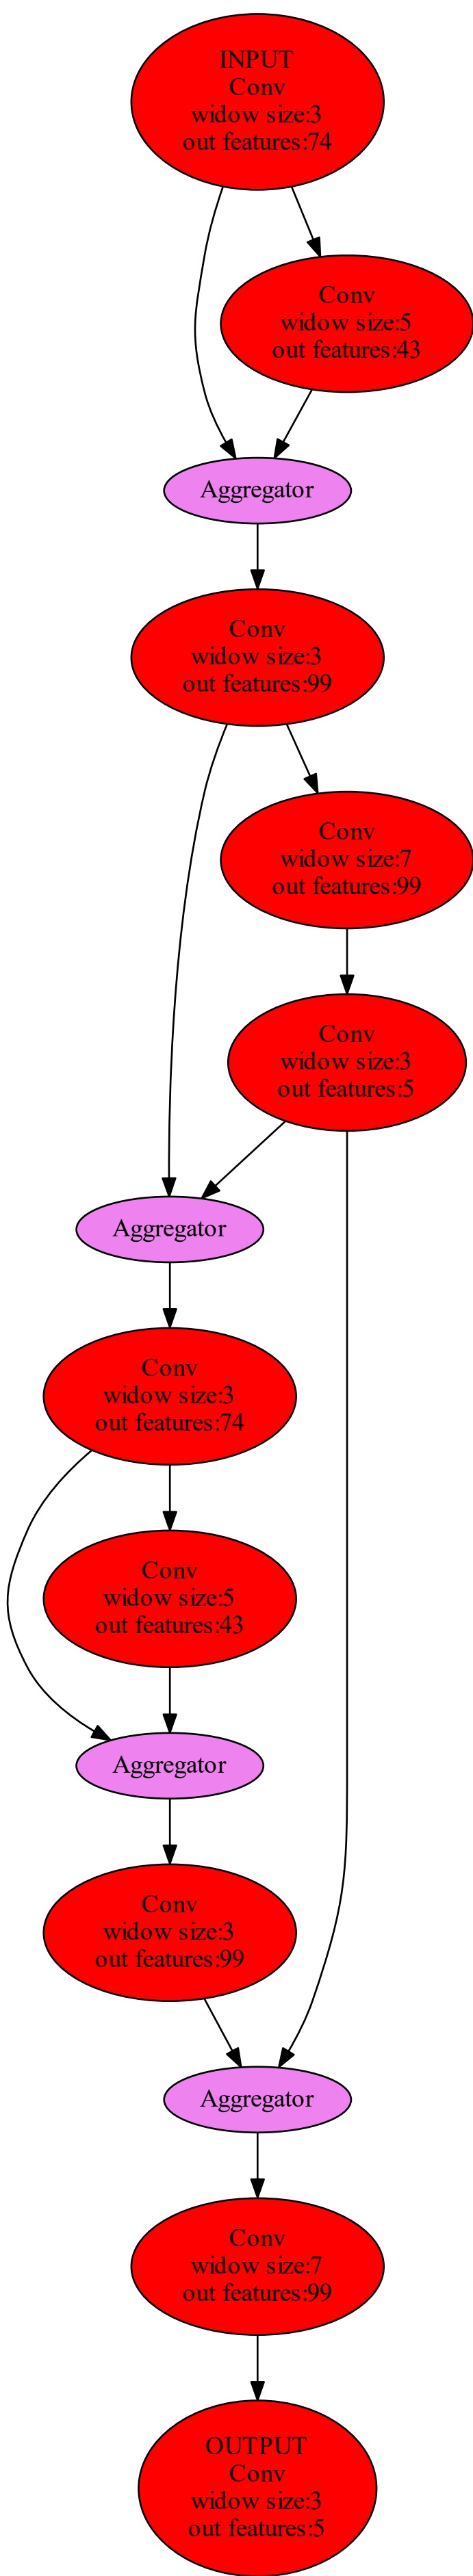 INPUT
Conv
widow size:3
out features:74
Conv
widow size:5
out features:43
Aggregator
Conv
widow size:3
out features:99
Conv
widow size:7
out features:99
Conv
widow size:3
out features:5
Aggregator
Conv
widow size:3
out features:74
Conv
widow size:5
out features:43
Aggregator
Conv
widow size:3
out features:99
Aggregator
Conv
widow size:7
out features:99
OUTPUT
Conv
widow size:3
out features:5